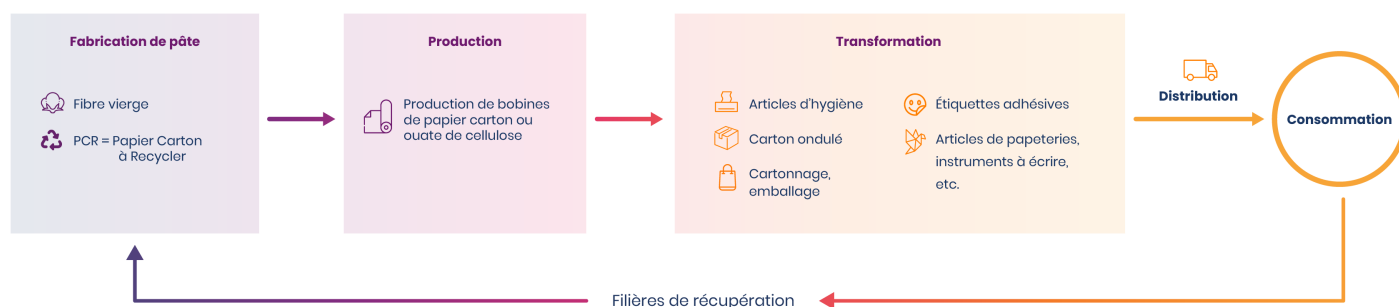 Fabrication de pâte
Fibre vierge
PCR = Papier Carton
à Recycler
Production
Production de bobines
de papier carton ou
ouate de cellulose
Transformation
Articles d'hygiène
Carton ondulé
Cartonnage,
emballage
Étiquettes adhésives
Articles de papeteries,
instruments à écrire,
etc.
Distribution
Consommation
Filières de récupération